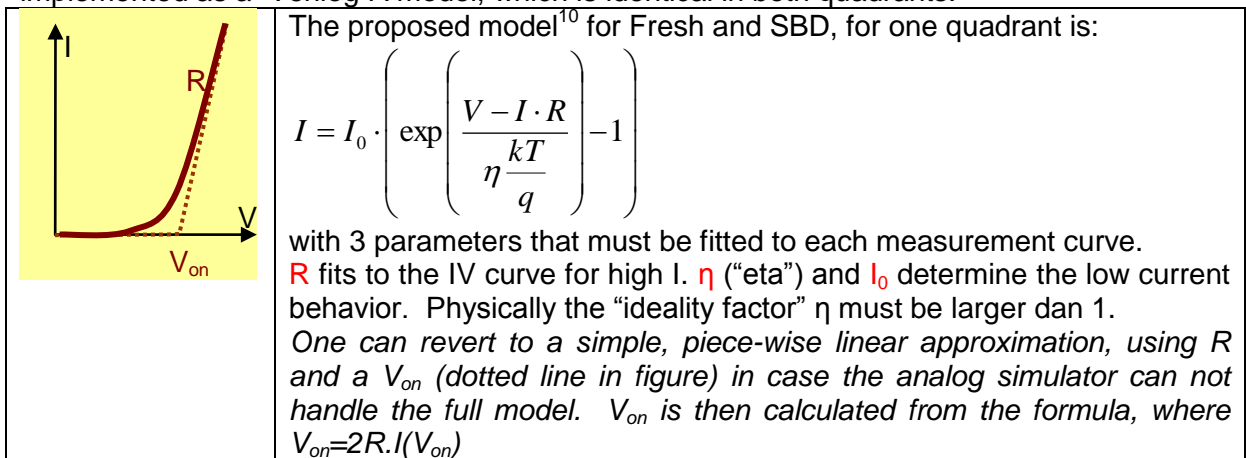 I
R
V
Von
The proposed model10 for Fresh and SBD, for one quadrant is:
I = I0 · ( exp( (V − I · R) / (η kT/q) ) − 1 )
with 3 parameters that must be fitted to each measurement curve.
R fits to the IV curve for high I. η (“eta”) and I0 determine the low current
behavior. Physically the “ideality factor” η must be larger dan 1.
One can revert to a simple, piece-wise linear approximation, using R
and a Von (dotted line in figure) in case the analog simulator can not
handle the full model. Von is then calculated from the formula, where
Von=2R.I(Von)